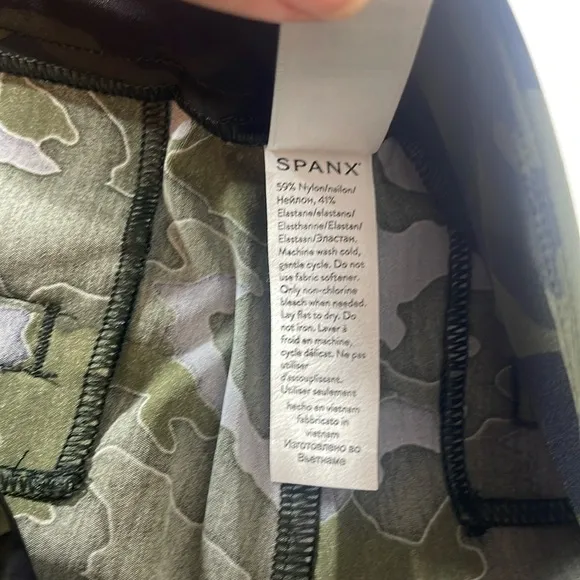 SPANX®
59% Nylon/nailon/
Нейлон, 41%
Elastane/elastano/
Elasthanne/Elastan/
Elastaan/Эластан.
Machine wash cold,
gentle cycle. Do not
use fabric softener.
Only non-chlorine
bleach when needed.
Lay flat to dry. Do
not iron. Laver à
froid en machine,
cycle délicat. Ne pas
utiliser
d'assouplissant.
Utiliser seulement
hecho en vietnam
fabbricato in
vietnam
Изготовлено во
Вьетнаме